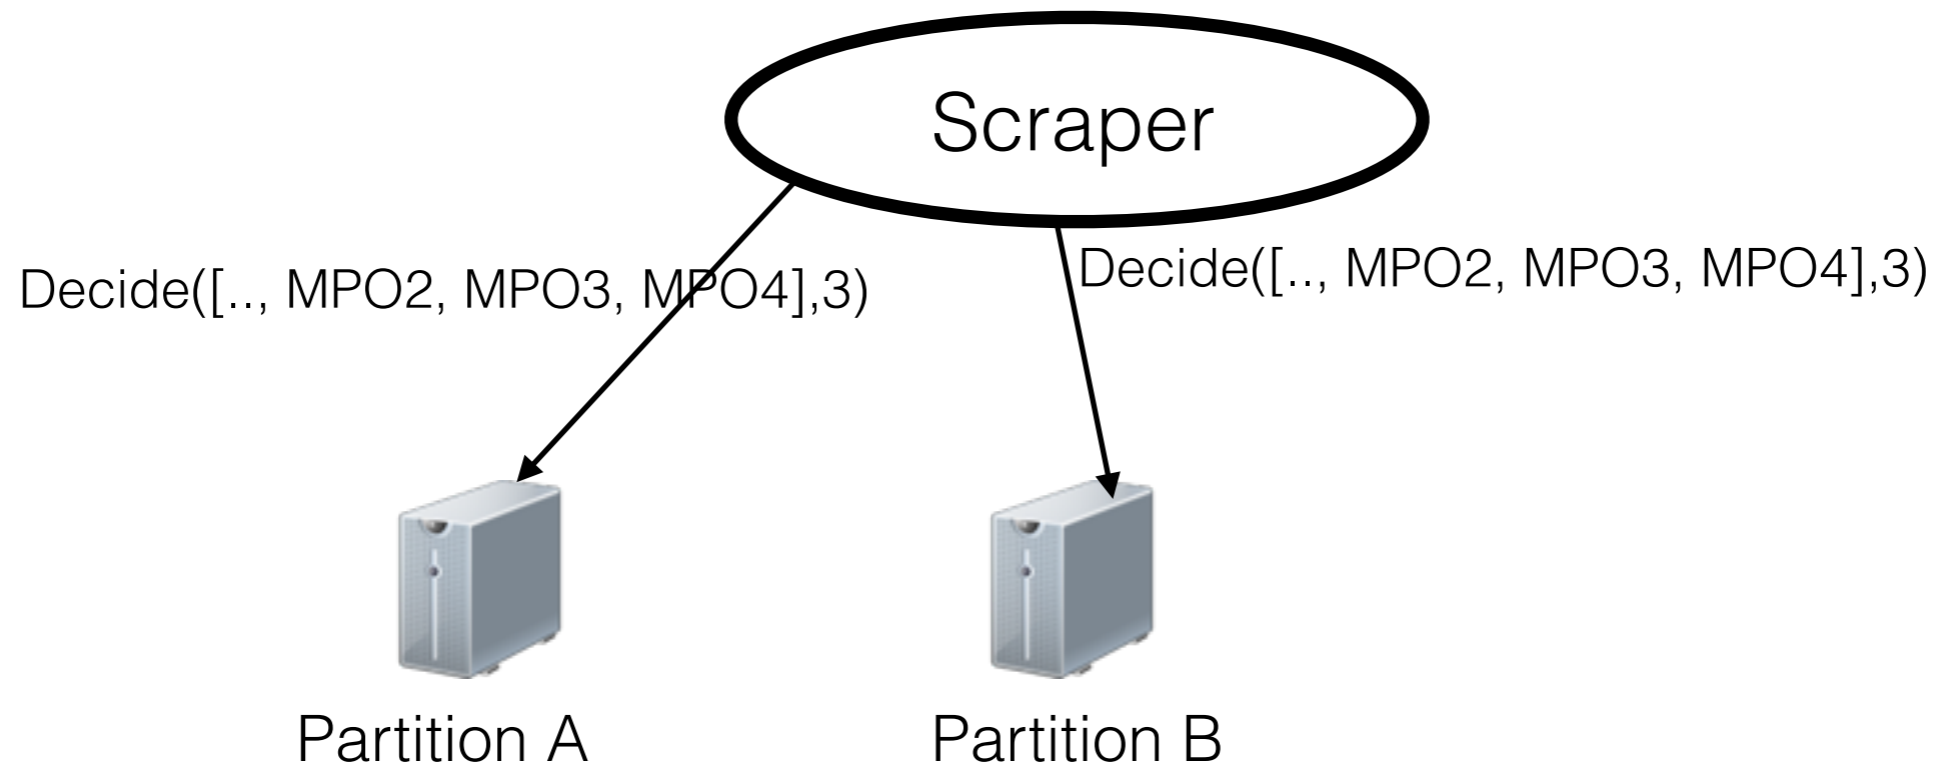 Scraper
Decide([.., MPO2, MPO3, MPO4],3)
Decide([.., MPO2, MPO3, MPO4],3)
Partition A
Partition B